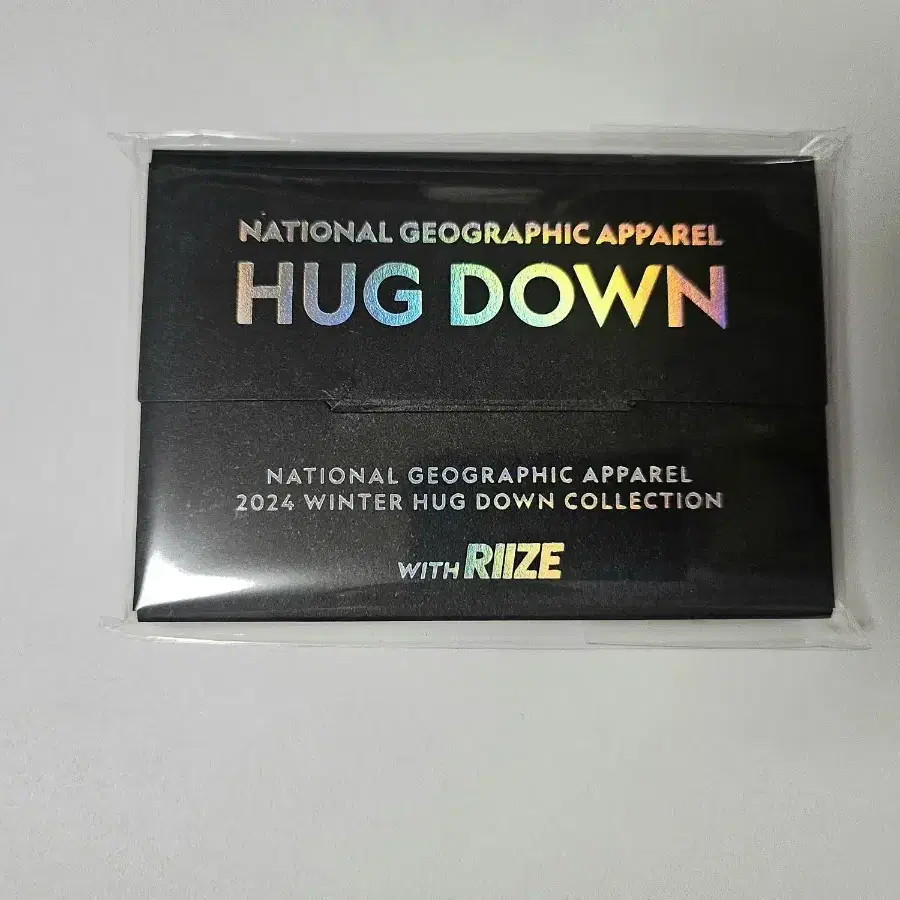 NATIONAL GEOGRAPHIC APPAREL
HUG DOWN
NATIONAL GEOGRAPHIC APPAREL
2024 WINTER HUG DOWN COLLECTION
WITH RIIZE